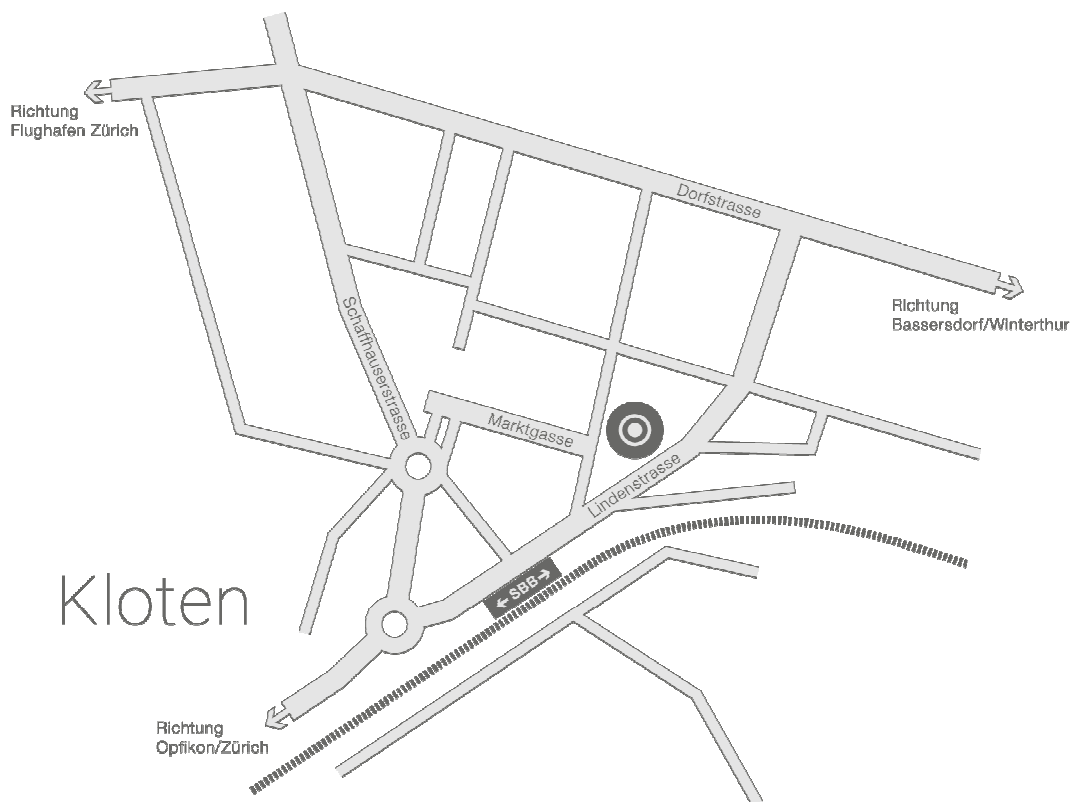 Richtung
Flughafen Zürich
Dorfstrasse
Richtung
Bassersdorf/Winterthur
Schaffhauserstrasse
Marktgasse
Lindenstrasse
SBB
Kloten
Richtung
Opfikon/Zürich